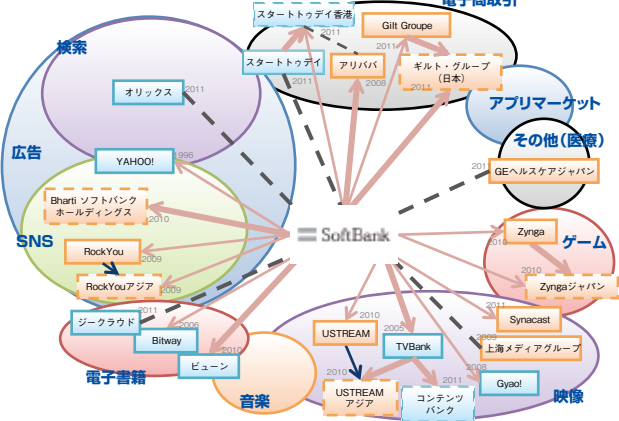 電子商取引
スタートトゥデイ香港
2011
Gilt Groupe
検索
2011
2011
スタートトゥデイ
2011
アリババ
2008
ギルト・グループ
(日本)
2011
オリックス
2011
アプリマーケット
その他(医療)
広告
YAHOO!
1996
2011
GEヘルスケアジャパン
Bharti ソフトバンク
ホールディングス
2010
SoftBank
Zynga
2010
SNS
RockYou
2009
ゲーム
RockYouアジア
2009
2010
Zyngaジャパン
2011
ジークラウド
2006
Bitway
2010
ビューン
電子書籍
音楽
2010
USTREAM
2005
TVBank
2011
Synacast
2009
上海メディアグループ
2010
USTREAM
アジア
2011
コンテンツ
バンク
2008
Gyao!
映像